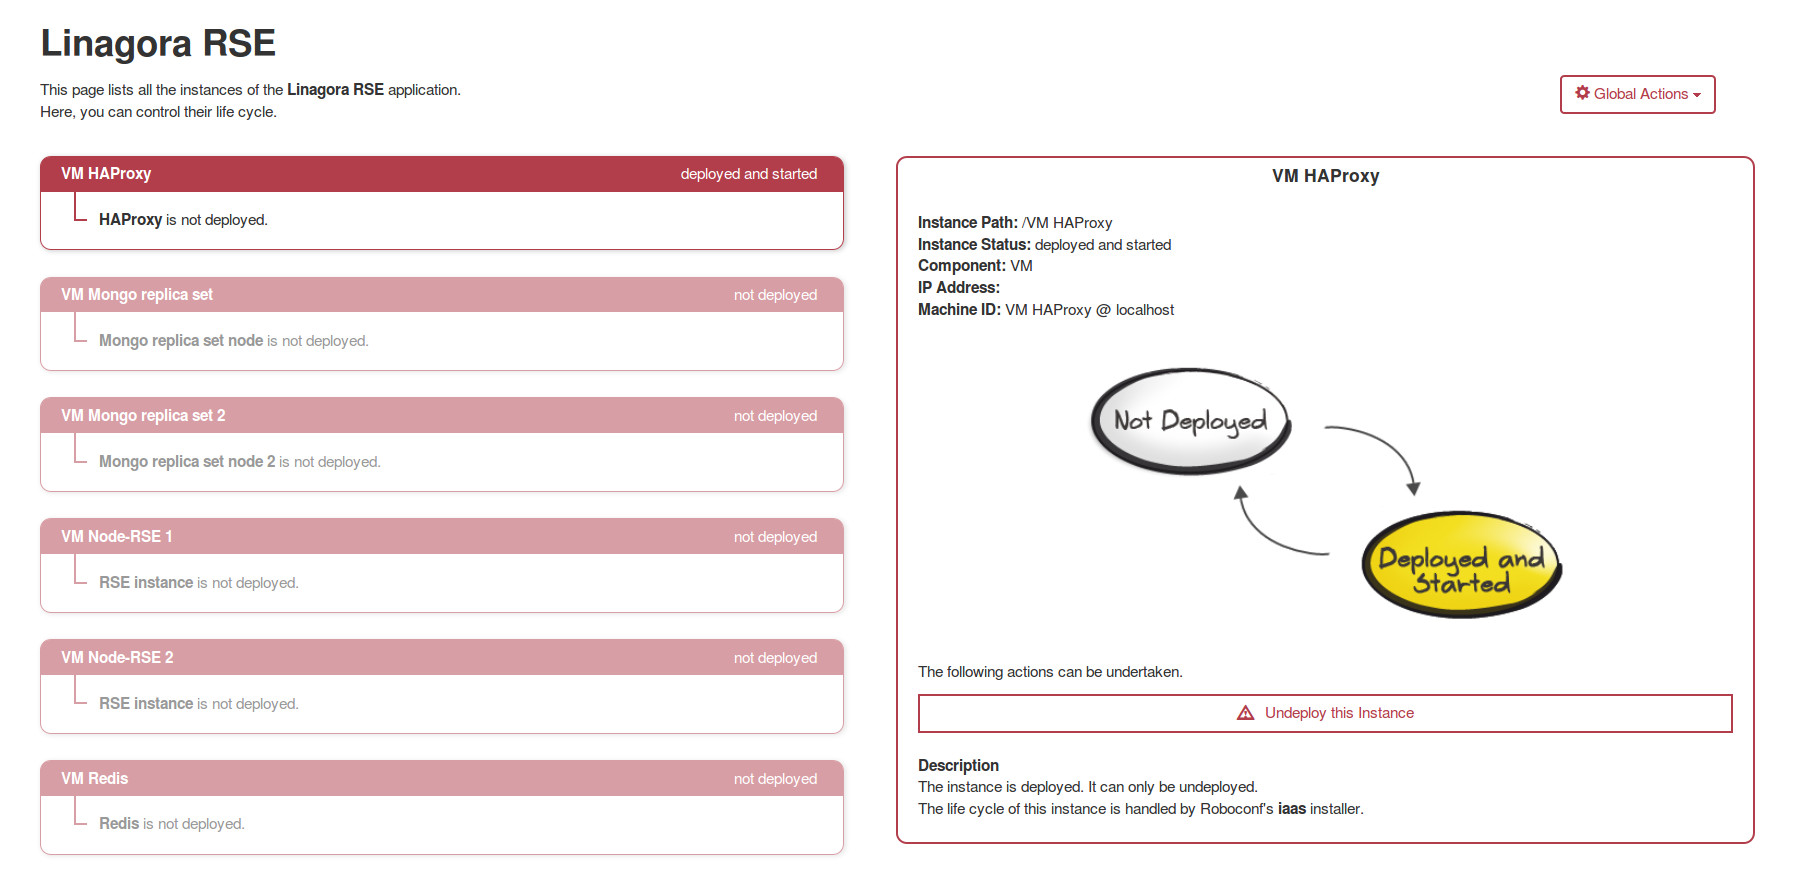 Linagora RSE
This page lists all the instances of the Linagora RSE application.
Here, you can control their life cycle.
Global Actions
VM HAProxy deployed and started
HAProxy is not deployed.
VM Mongo replica set not deployed
Mongo replica set node is not deployed.
VM Mongo replica set 2 not deployed
Mongo replica set node 2 is not deployed.
VM Node-RSE 1 not deployed
RSE instance is not deployed.
VM Node-RSE 2 not deployed
RSE instance is not deployed.
VM Redis not deployed
Redis is not deployed.
VM HAProxy
Instance Path: /VM HAProxy
Instance Status: deployed and started
Component: VM
IP Address:
Machine ID: VM HAProxy @ localhost
Not Deployed
Deployed and
Started
The following actions can be undertaken.
Undeploy this Instance
Description
The instance is deployed. It can only be undeployed.
The life cycle of this instance is handled by Roboconf's iaas installer.